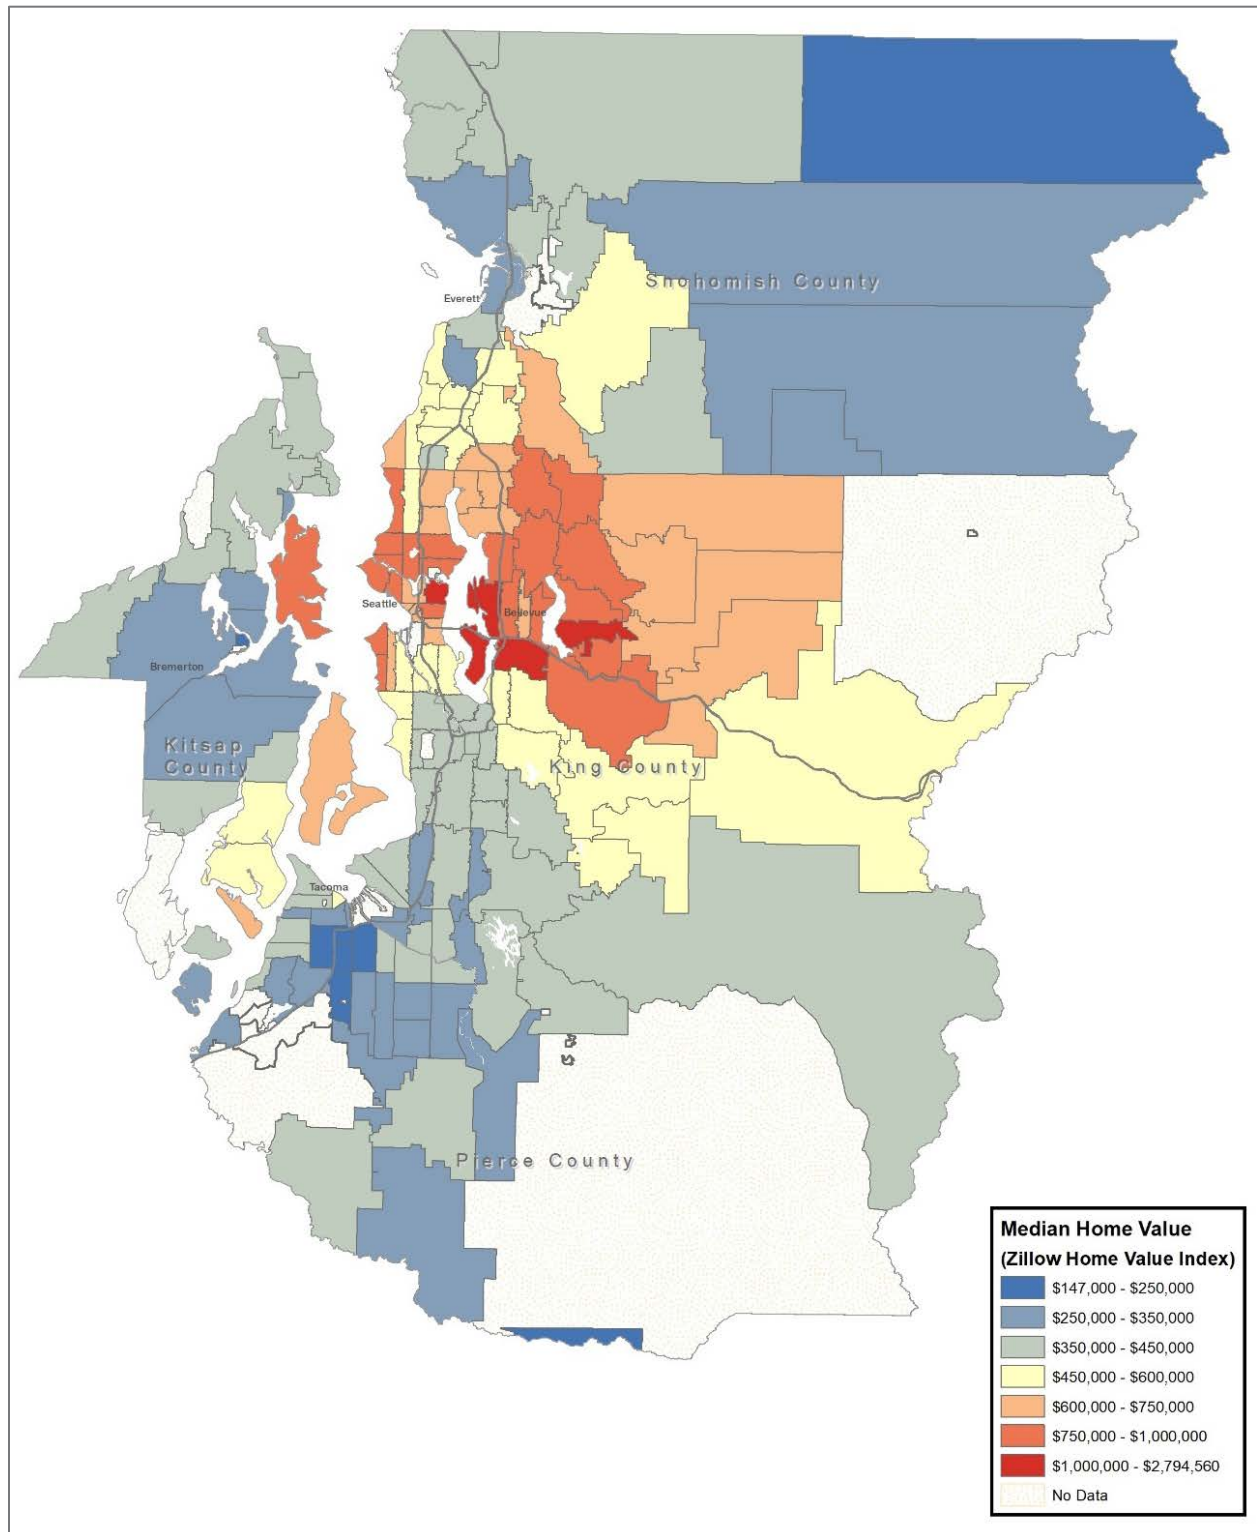 Snohomish County
Everett
Seattle
Bellevue
Bremerton
Kitsap
County
King County
Tacoma
Pierce County
Median Home Value
(Zillow Home Value Index)
$147,000 - $250,000
$250,000 - $350,000
$350,000 - $450,000
$450,000 - $600,000
$600,000 - $750,000
$750,000 - $1,000,000
$1,000,000 - $2,794,560
No Data